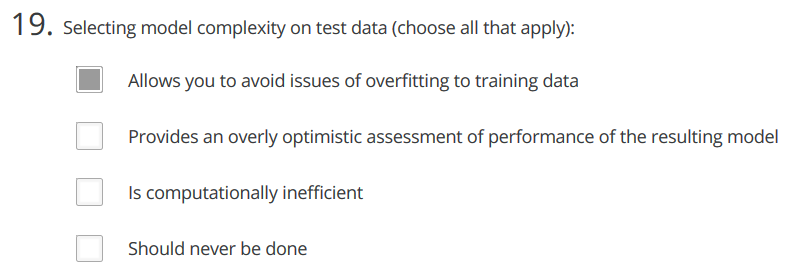 19. Selecting model complexity on test data (choose all that apply):
Allows you to avoid issues of overfitting to training data
Provides an overly optimistic assessment of performance of the resulting model
Is computationally inefficient
Should never be done